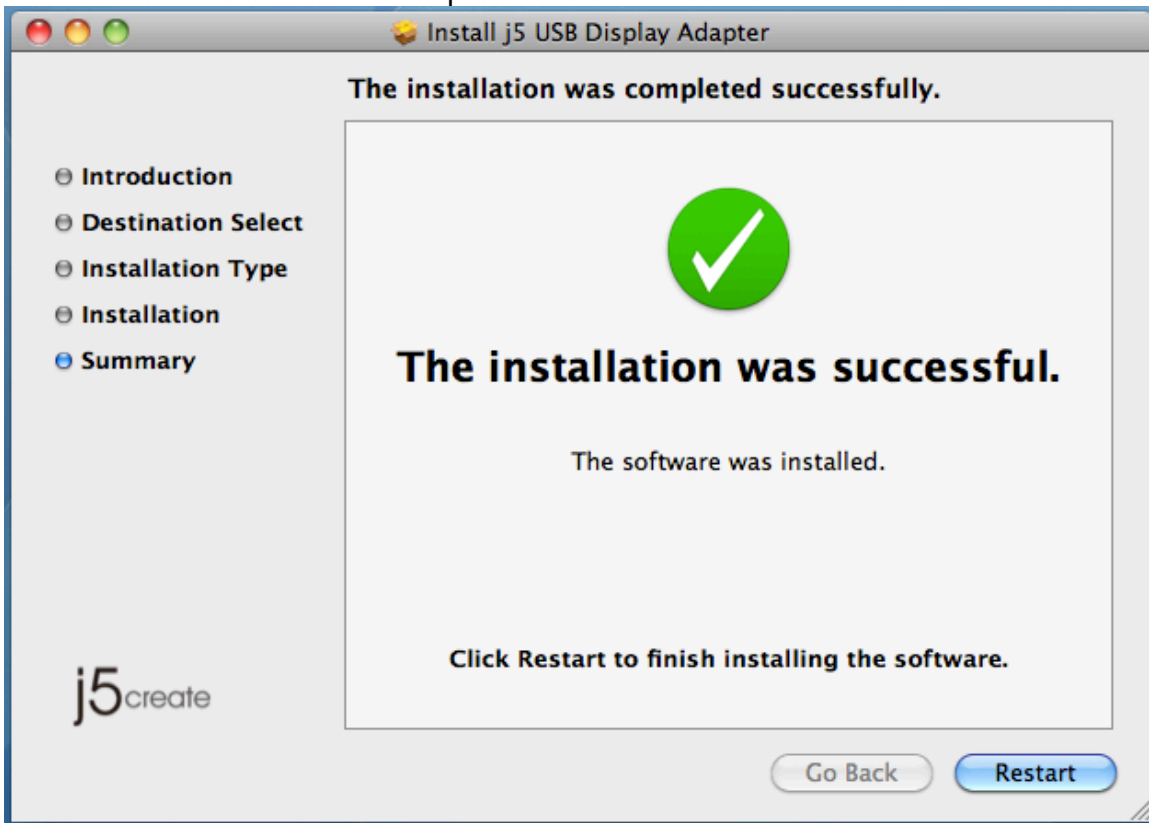 Install j5 USB Display Adapter
The installation was completed successfully.
Introduction
Destination Select
Installation Type
Installation
Summary
The installation was successful.
The software was installed.
Click Restart to finish installing the software.
j5create
Go Back
Restart